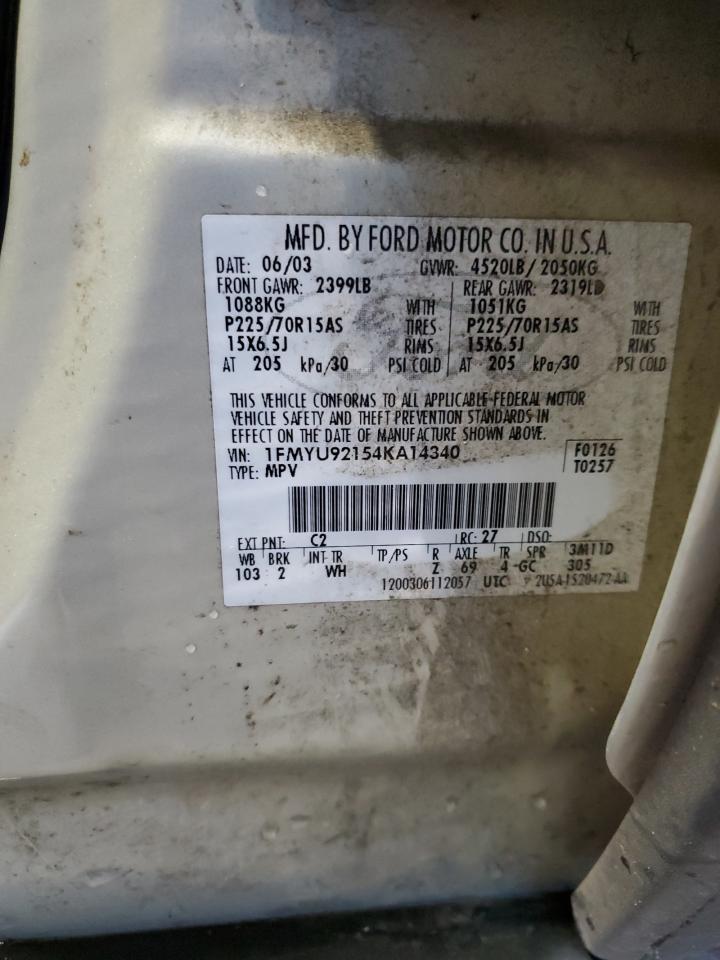 MFD. BY FORD MOTOR CO. IN U.S.A.
DATE: 06/03 GVWR: 4520LB/ 2050KG
FRONT GAWR: 2399LB REAR GAWR: 2319LB
1088KG WITH 1051KG WITH
P225/70R15AS TIRES P225/70R15AS TIRES
15X6.5J RIMS 15X6.5J RIMS
AT 205 kPa/30 PSI COLD AT 205 kPa/30 PSI COLD
THIS VEHICLE CONFORMS TO ALL APPLICABLE FEDERAL MOTOR
VEHICLE SAFETY AND THEFT PREVENTION STANDARDS IN
EFFECT ON THE DATE OF MANUFACTURE SHOWN ABOVE.
VIN: 1FMYU92154KA14340 F0126
TYPE: MPV T0257
EXT PNT: C2 RC: 27 DSO:
WB BRK INT TR TP/PS R AXLE TR SPR 3M11D
103 2 WH Z 69 4 GC 305
1200306112057 UTC 2U5A-1520472-AA